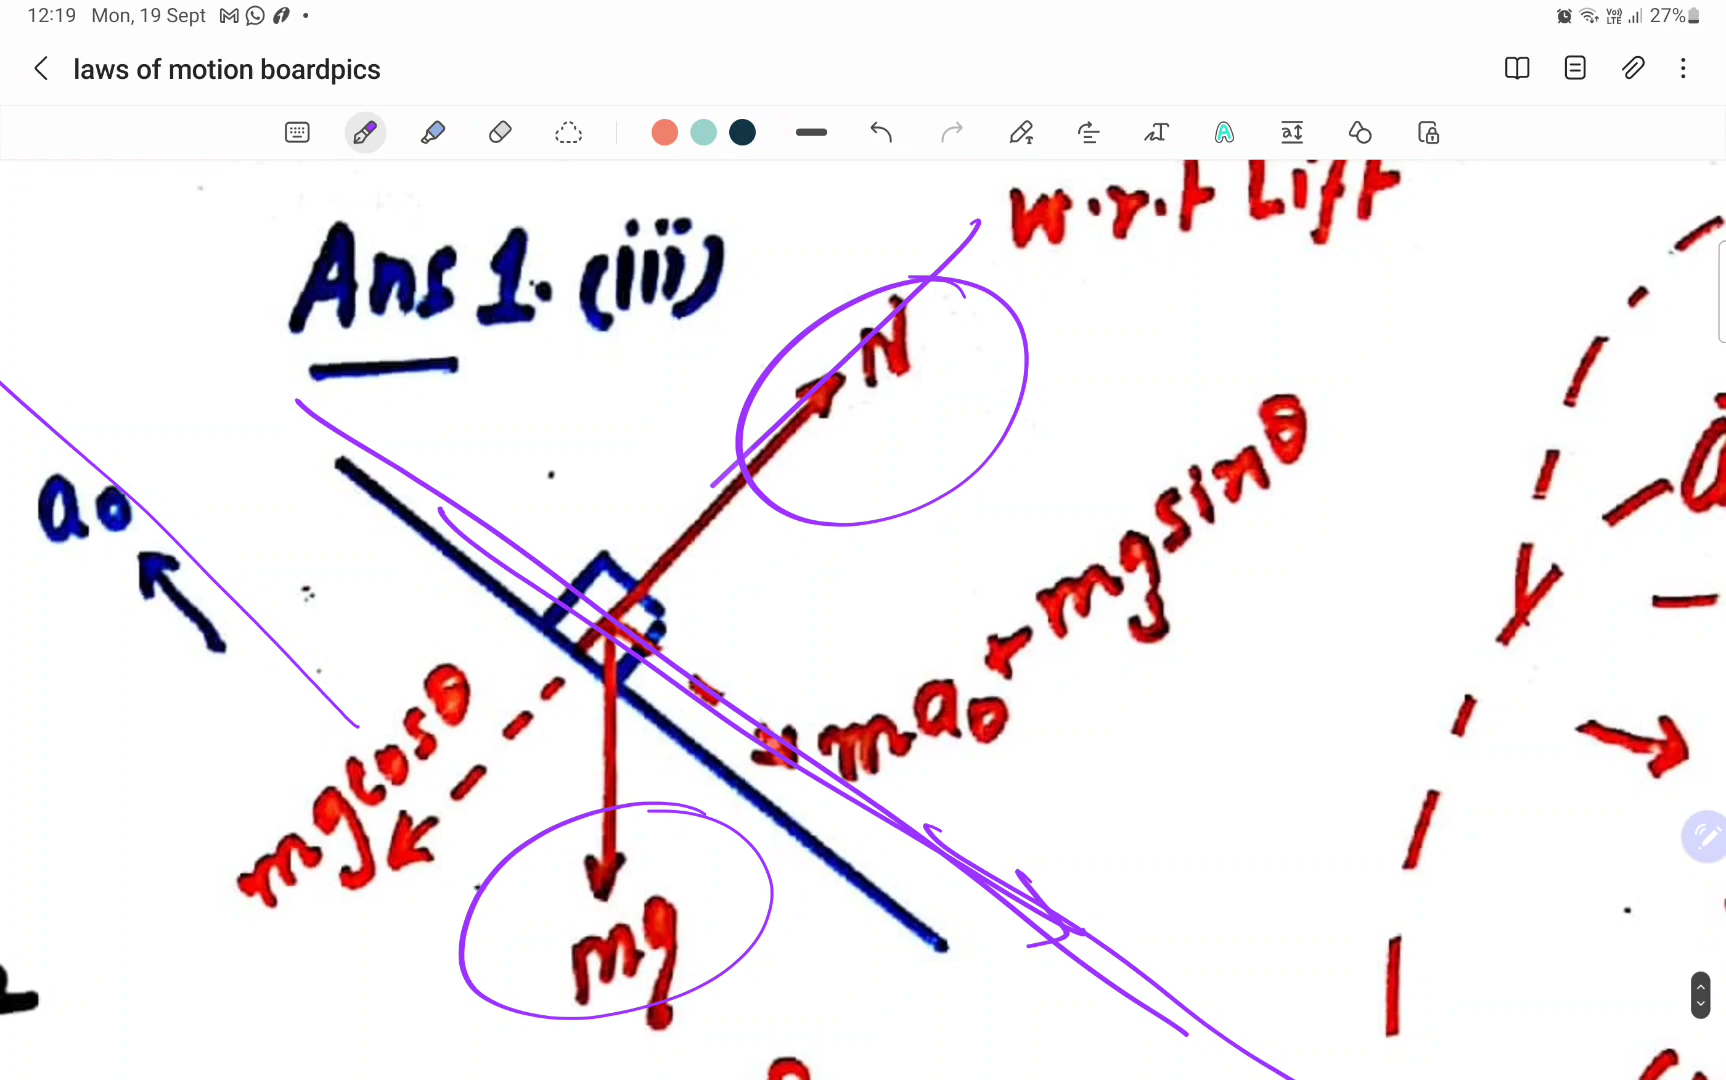 12:19 Mon, 19 Sept 27%
laws of motion boardpics
w.r.t Lift
Ans 1. (iii)
N
mg sinθ
a₀
ma₀
mg cosθ
mg